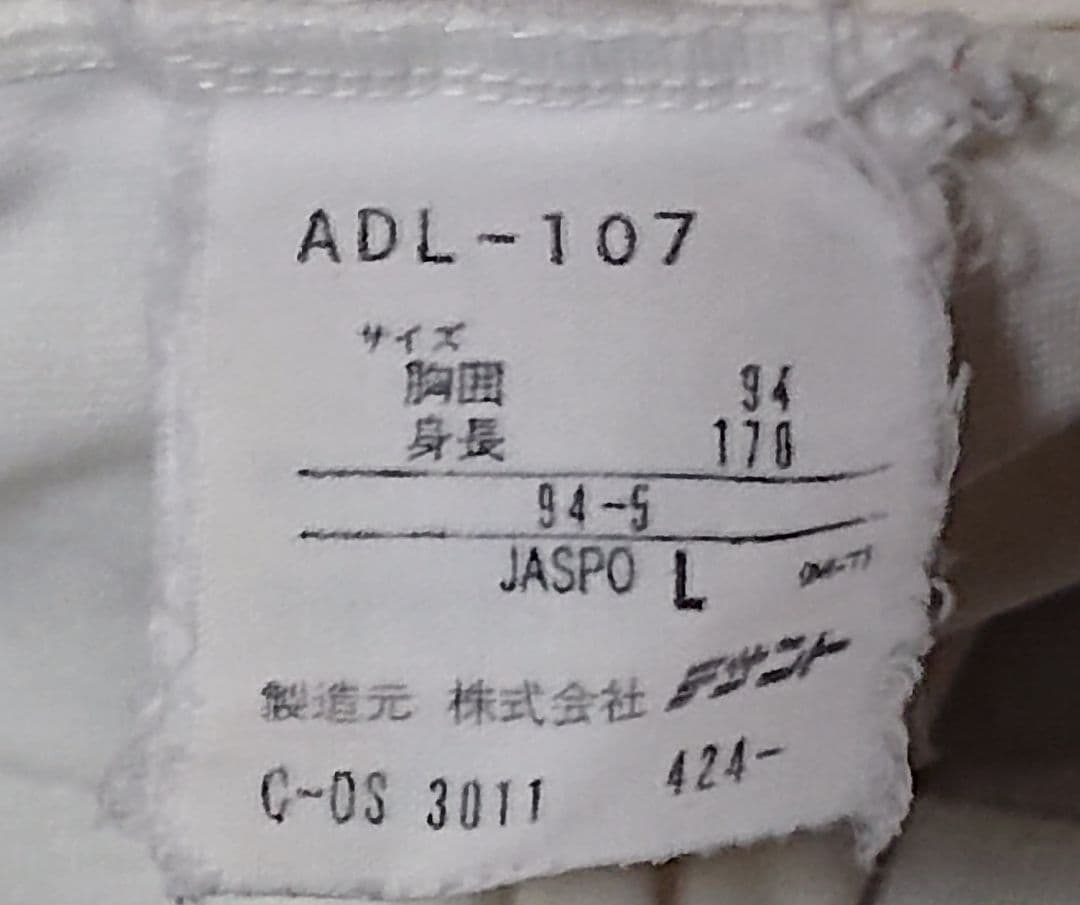 ADL-107
サイズ
胸囲 94
身長 170
94-5
JASPO L
製造元 株式会社 デサント
C-OS 3011 424-